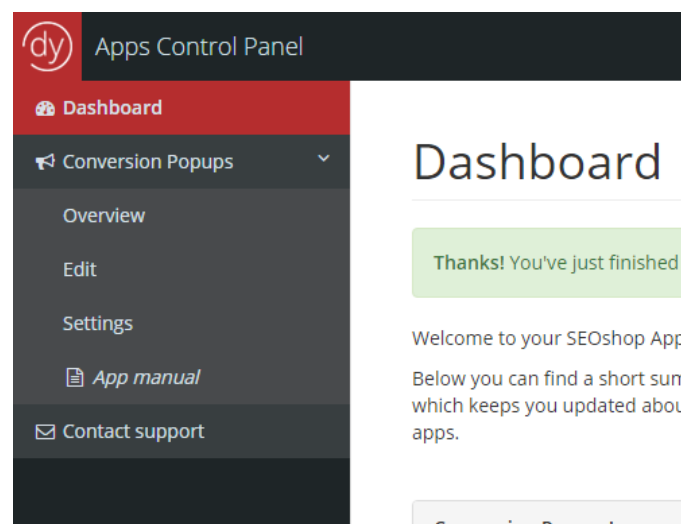 dy
Apps Control Panel
Dashboard
Conversion Popups
Overview
Edit
Settings
App manual
Contact support
Dashboard
Thanks! You've just finished
Welcome to your SEOshop App
Below you can find a short sum
which keeps you updated abou
apps.